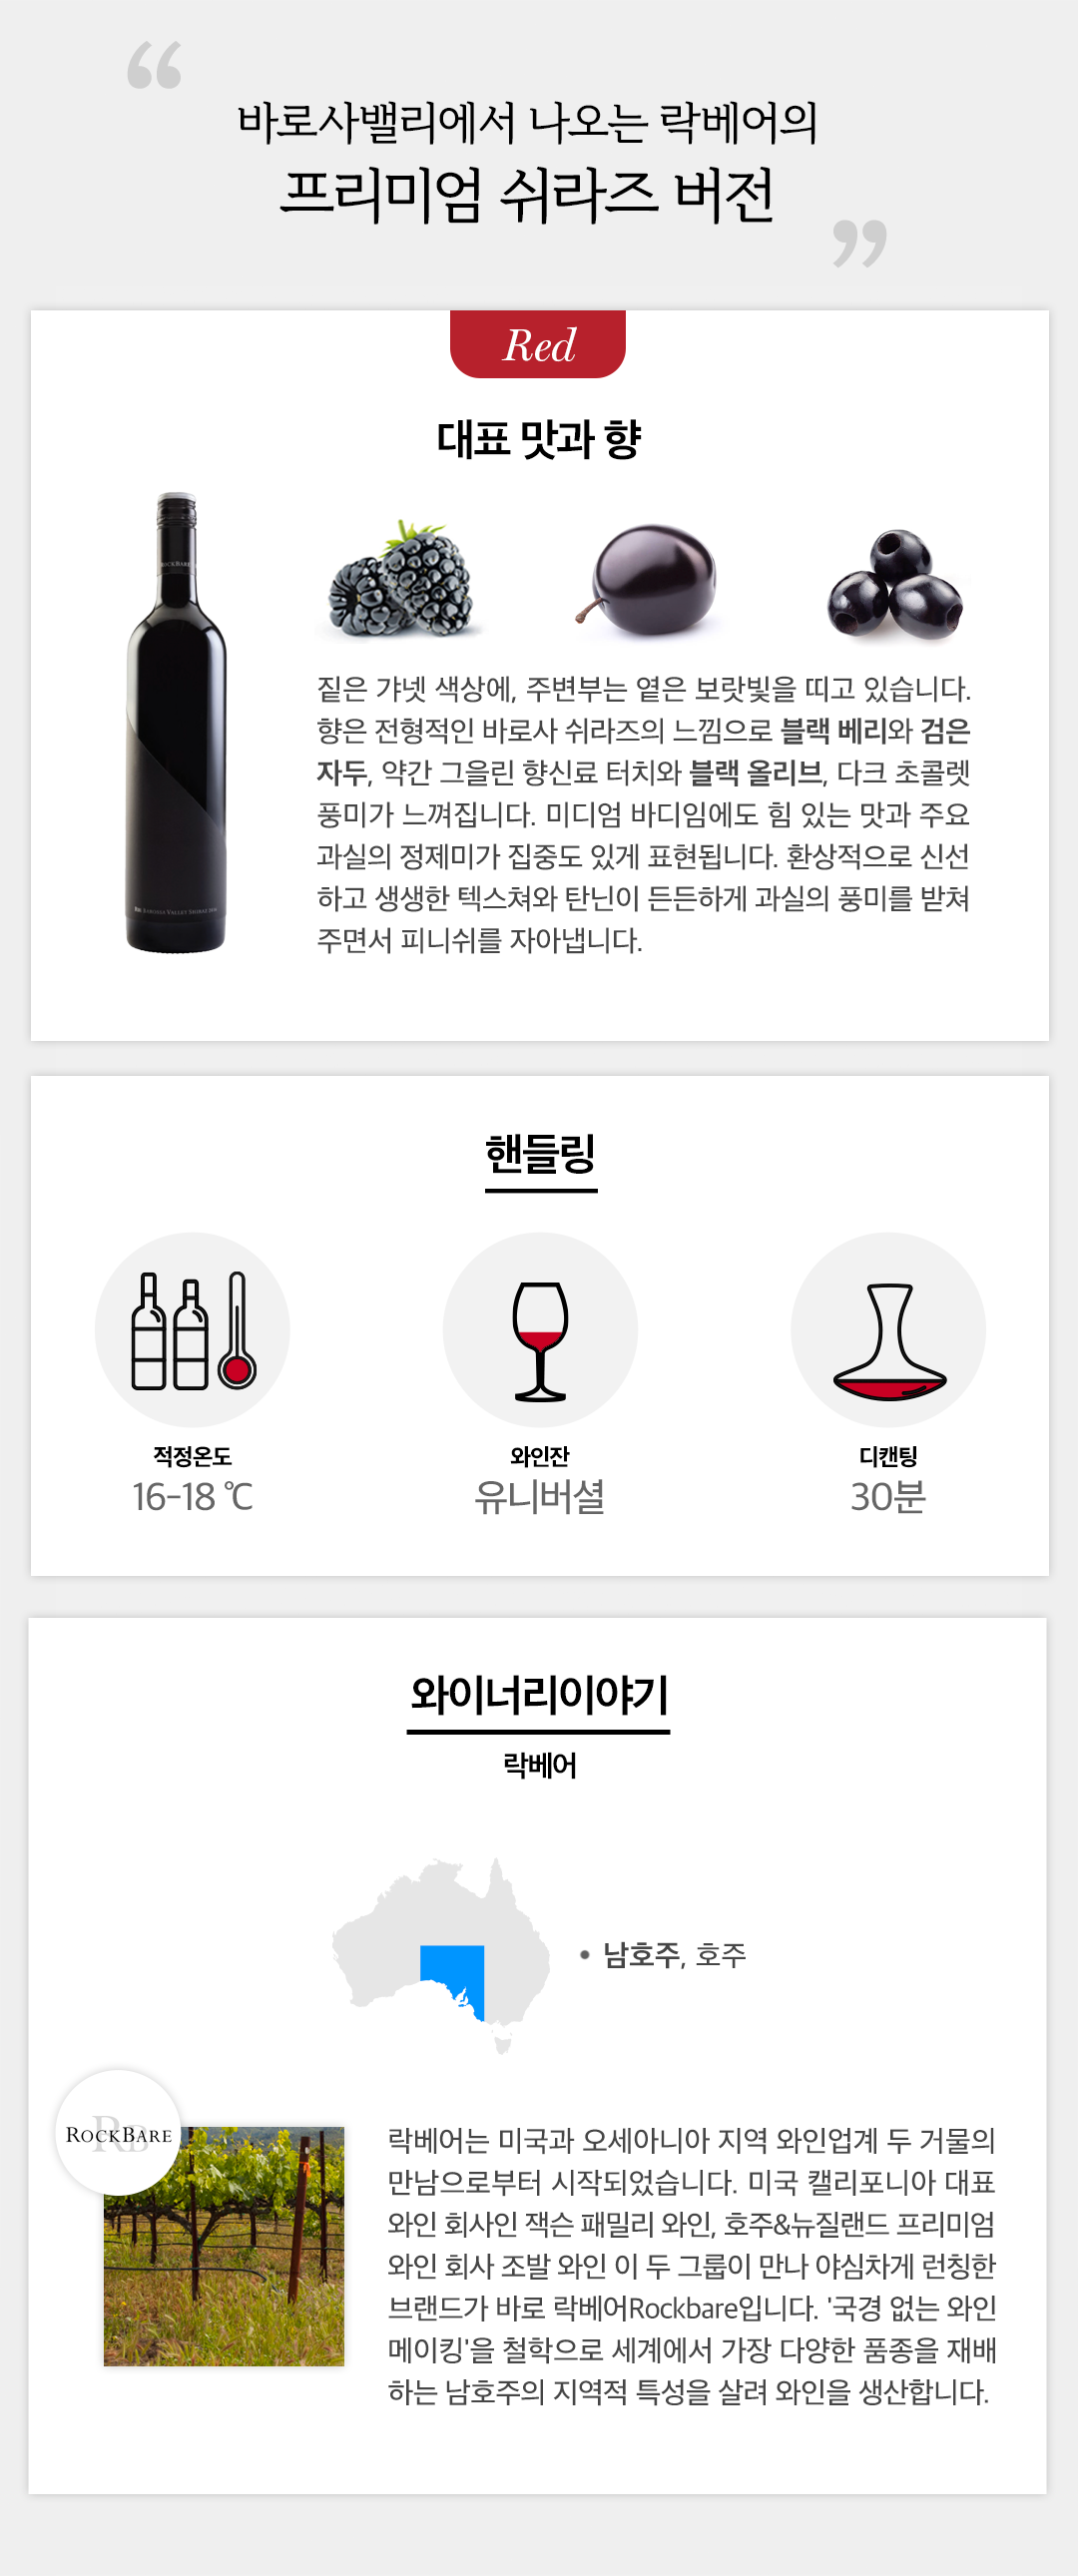 “
바로사밸리에서 나오는 락베어의
프리미엄 쉬라즈 버전
”
Red
대표 맛과 향
ROCKBARE
RB BAROSSA VALLEY SHIRAZ
짙은 갸넷 색상에, 주변부는 옅은 보랏빛을 띠고 있습니다.
향은 전형적인 바로사 쉬라즈의 느낌으로 블랙 베리와 검은
자두, 약간 그을린 향신료 터치와 블랙 올리브, 다크 초콜렛
풍미가 느껴집니다. 미디엄 바디임에도 힘 있는 맛과 주요
과실의 정제미가 집중도 있게 표현됩니다. 환상적으로 신선
하고 생생한 텍스쳐와 탄닌이 든든하게 과실의 풍미를 받쳐
주면서 피니쉬를 자아냅니다.
핸들링
적정온도
16-18 ℃
와인잔
유니버셜
디캔팅
30분
와이너리이야기
락베어
• 남호주, 호주
RB
ROCKBARE
락베어는 미국과 오세아니아 지역 와인업계 두 거물의
만남으로부터 시작되었습니다. 미국 캘리포니아 대표
와인 회사인 잭슨 패밀리 와인, 호주&뉴질랜드 프리미엄
와인 회사 조발 와인 이 두 그룹이 만나 야심차게 런칭한
브랜드가 바로 락베어Rockbare입니다. '국경 없는 와인
메이킹'을 철학으로 세계에서 가장 다양한 품종을 재배
하는 남호주의 지역적 특성을 살려 와인을 생산합니다.